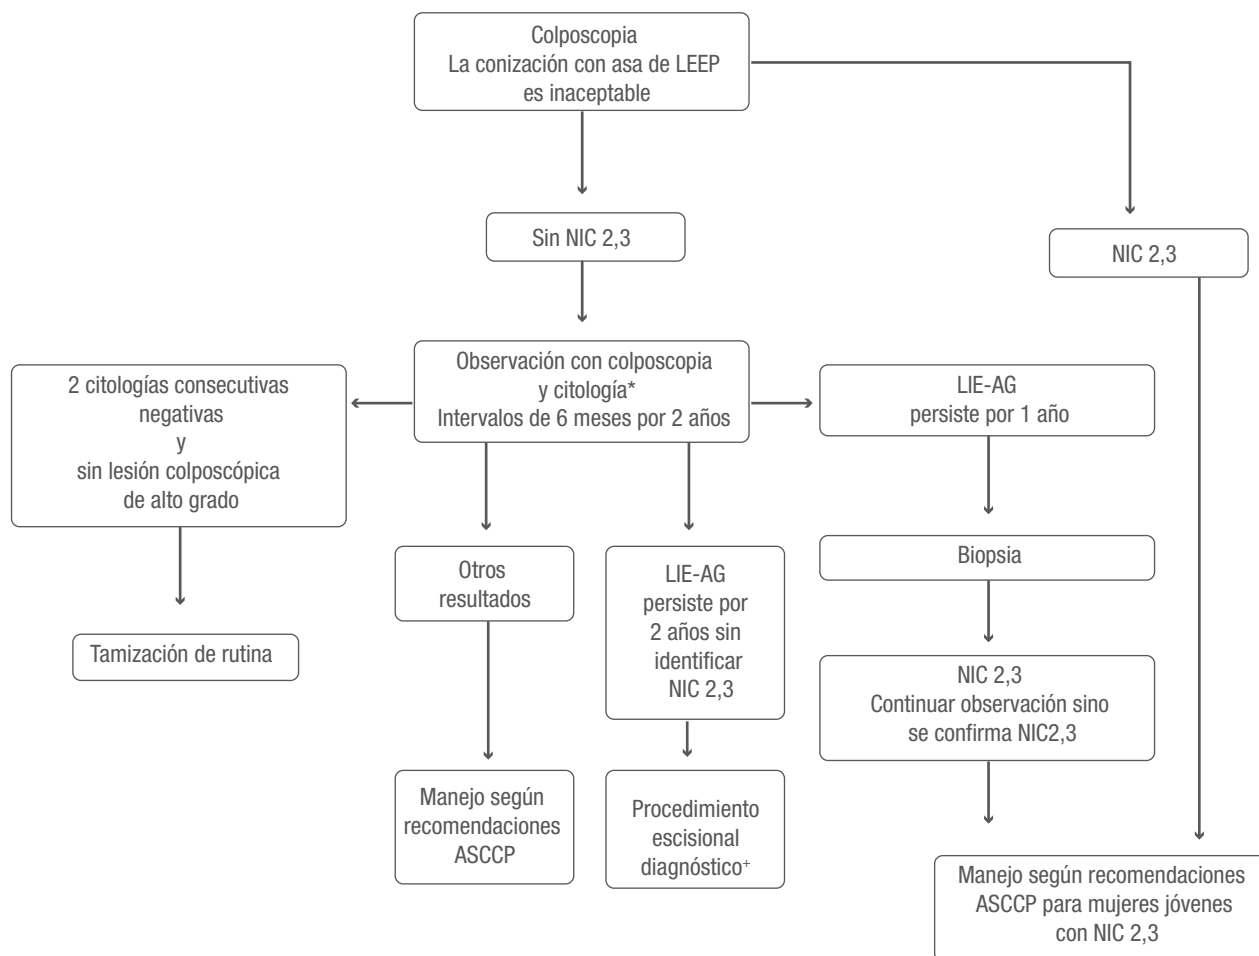 Colposcopia
La conización con asa de LEEP
es inaceptable
Sin NIC 2,3
NIC 2,3
Observación con colposcopia
y citología*
Intervalos de 6 meses por 2 años
2 citologías consecutivas
negativas
y
sin lesión colposcópica
de alto grado
LIE-AG
persiste por 1 año
Otros
resultados
LIE-AG
persiste por
2 años sin
identificar
NIC 2,3
Biopsia
Tamización de rutina
NIC 2,3
Continuar observación sino
se confirma NIC2,3
Manejo según
recomendaciones
ASCCP
Procedimiento
escisional
diagnóstico+
Manejo según recomendaciones
ASCCP para mujeres jóvenes
con NIC 2,3